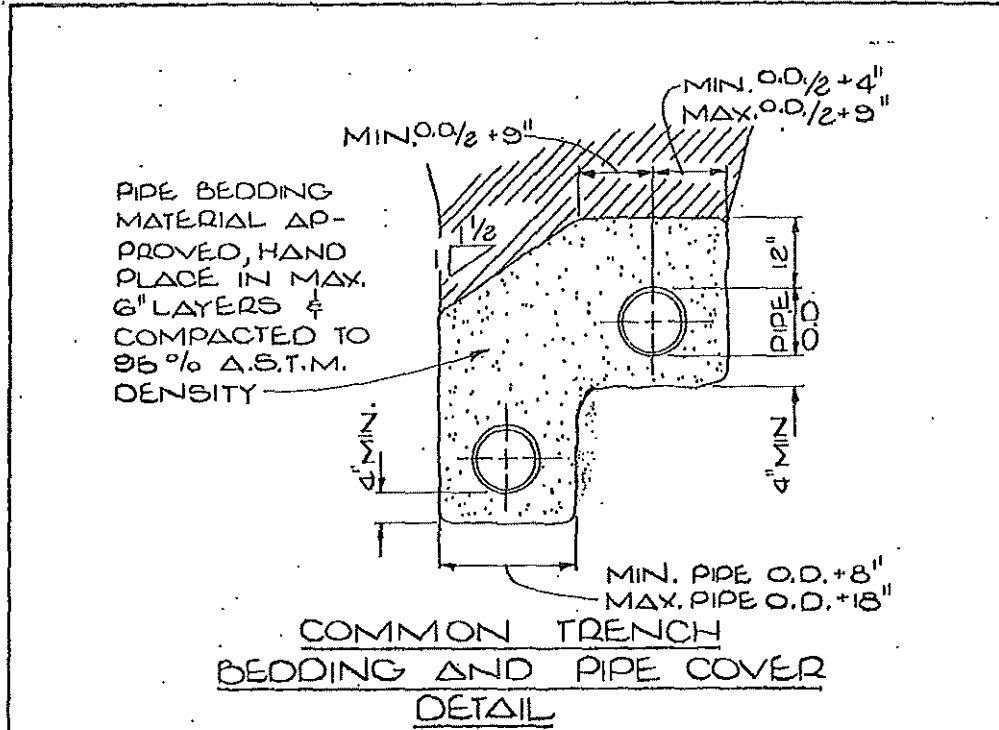 MIN. O.D./2 + 4"
MAX. O.D./2 + 9"
MIN. O.D/2 + 9"
PIPE BEDDING
MATERIAL AP-
PROVED, HAND
PLACE IN MAX.
6" LAYERS &
COMPACTED TO
95% A.S.T.M.
DENSITY
1 1/2
12"
PIPE
O.D
4" MIN.
4" MIN
MIN. PIPE O.D. + 8"
MAX. PIPE O.D. + 18"
COMMON TRENCH
BEDDING AND PIPE COVER
DETAIL